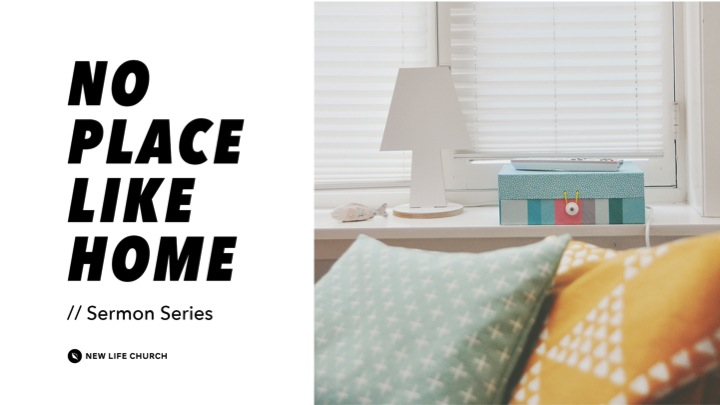 NO
PLACE
LIKE
HOME
// Sermon Series
NEW LIFE CHURCH